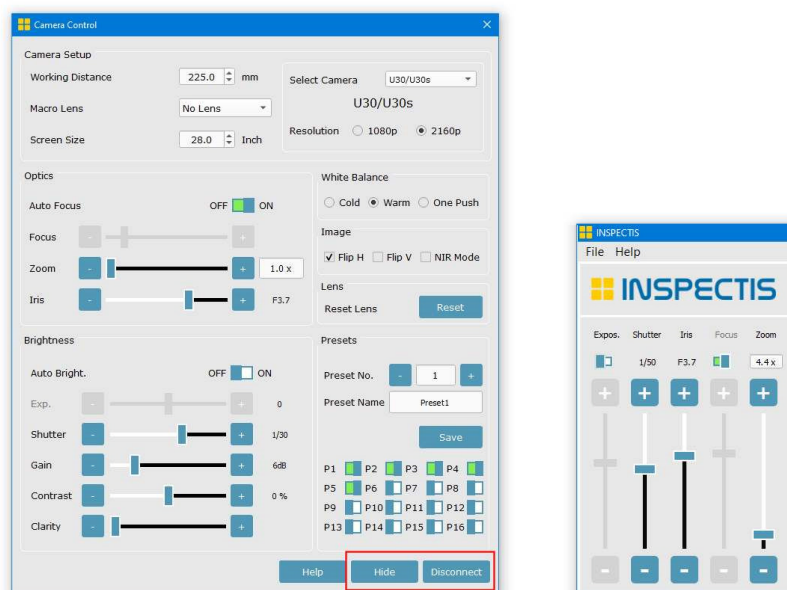 Camera Control
Camera Setup
Working Distance 225.0 mm
Macro Lens No Lens
Screen Size 28.0 Inch
Select Camera U30/U30s
U30/U30s
Resolution 1080p 2160p
Optics
Auto Focus OFF ON
Focus - +
Zoom - + 1.0 x
Iris - + F3.7
White Balance
Cold Warm One Push
Image
Flip H Flip V NIR Mode
Lens
Reset Lens Reset
Brightness
Auto Bright. OFF ON
Exp. - + 0
Shutter - + 1/30
Gain - + 6dB
Contrast - + 0 %
Clarity - +
Presets
Preset No. - 1 +
Preset Name Preset1
Save
P1 P2 P3 P4
P5 P6 P7 P8
P9 P10 P11 P12
P13 P14 P15 P16
Help Hide Disconnect
INSPECTIS
File Help
INSPECTIS
Expos. Shutter Iris Focus Zoom
1/50 F3.7 4.4 x
+ + + + +
- - - - -